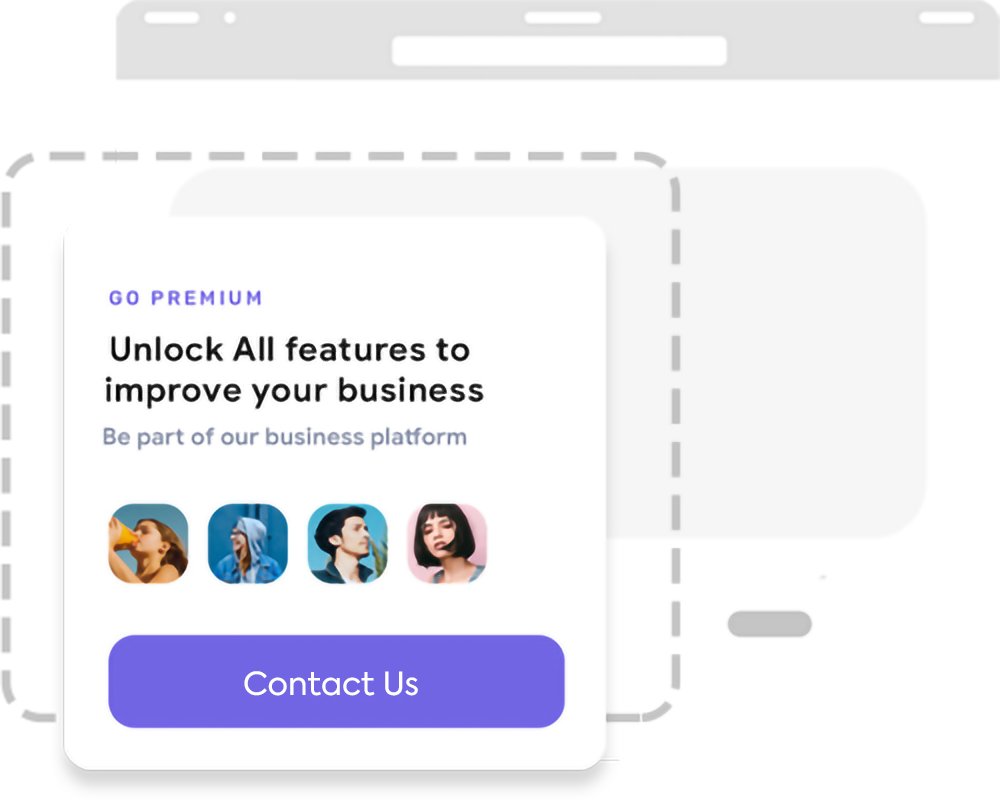 GO PREMIUM
Unlock All features to
improve your business
Be part of our business platform
Contact Us